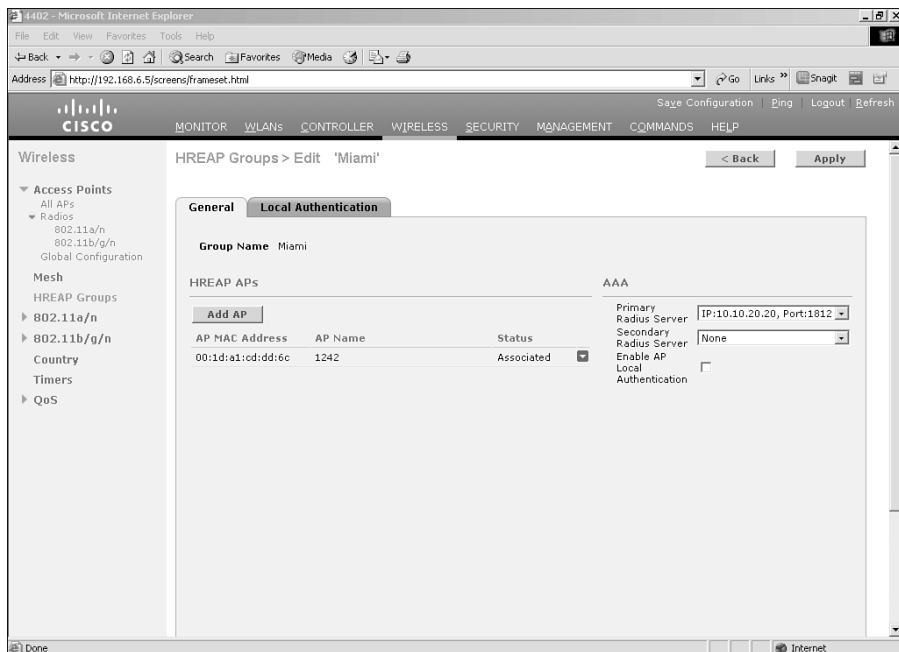 4402 - Microsoft Internet Explorer
File Edit View Favorites Tools Help
Back Search Favorites Media
Address http://192.168.6.5/screens/frameset.html Go Links » Snagit
Save Configuration | Ping | Logout | Refresh
CISCO
MONITOR WLANs CONTROLLER WIRELESS SECURITY MANAGEMENT COMMANDS HELP
Wireless
Access Points
All APs
Radios
802.11a/n
802.11b/g/n
Global Configuration
Mesh
HREAP Groups
802.11a/n
802.11b/g/n
Country
Timers
QoS
HREAP Groups > Edit 'Miami'
< Back Apply
General Local Authentication
Group Name Miami
HREAP APs
Add AP
AP MAC Address AP Name Status
00:1d:a1:cd:dd:6c 1242 Associated
AAA
Primary
Radius Server IP:10.10.20.20, Port:1812
Secondary
Radius Server None
Enable AP
Local
Authentication
Done Internet